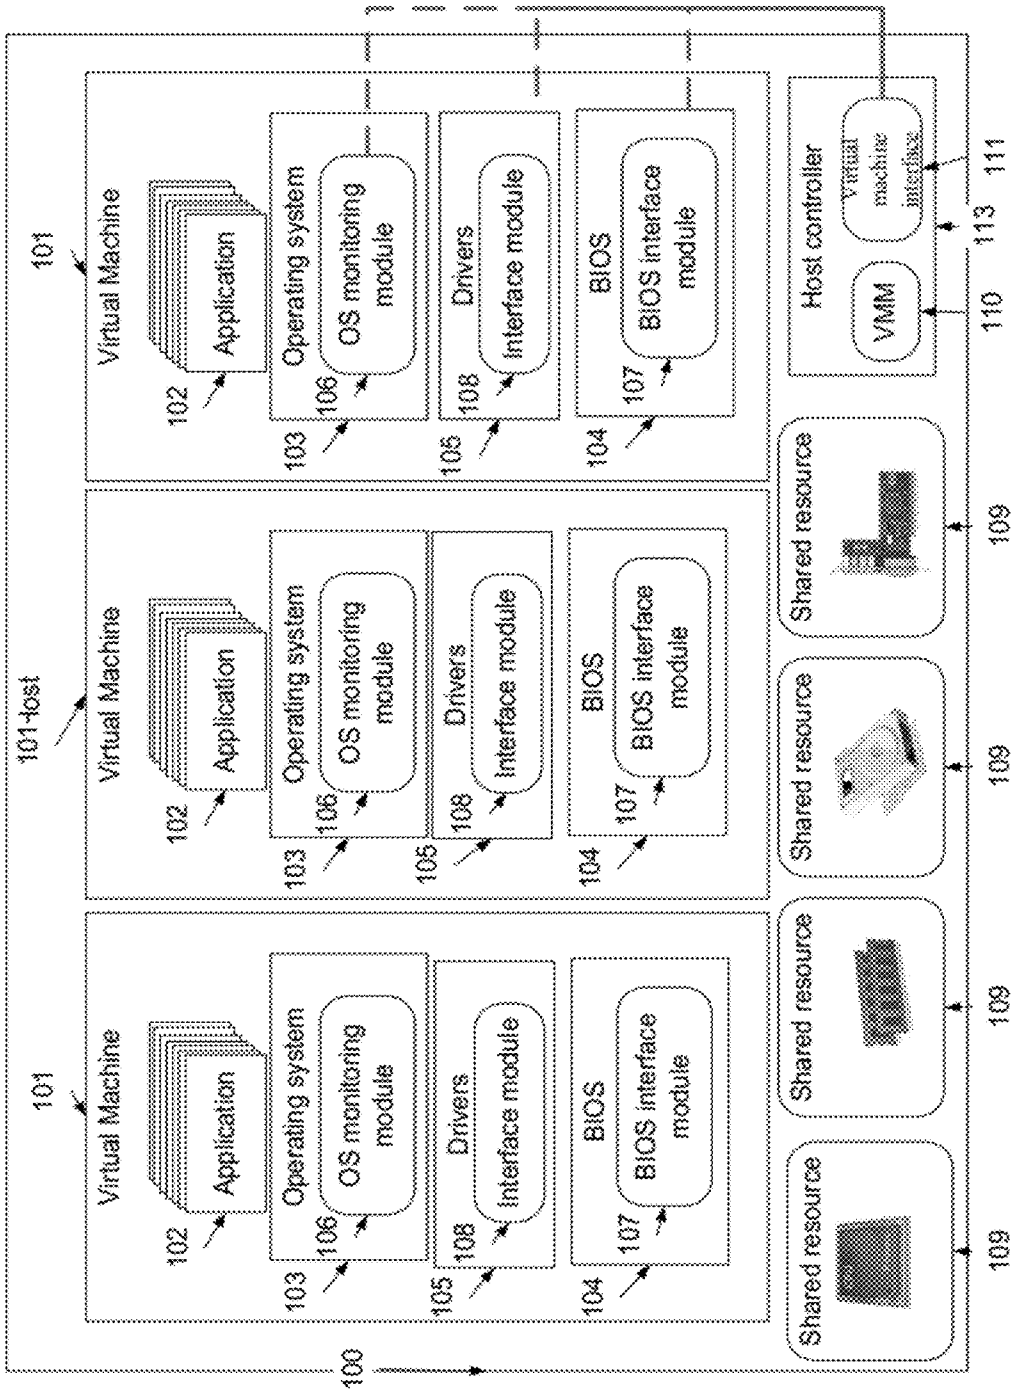 100
101
Virtual Machine
102
Application
103
Operating system
106
OS monitoring
module
105
Drivers
108
Interface module
104
BIOS
107
BIOS interface
module
101-lost
Virtual Machine
102
Application
103
Operating system
106
OS monitoring
module
105
Drivers
108
Interface module
104
BIOS
107
BIOS interface
module
101
Virtual Machine
102
Application
103
Operating system
106
OS monitoring
module
105
Drivers
108
Interface module
104
BIOS
107
BIOS interface
module
Shared resource
109
Shared resource
109
Shared resource
109
Shared resource
109
Host controller
VMM
Virtual
machine
interface
110
113
111